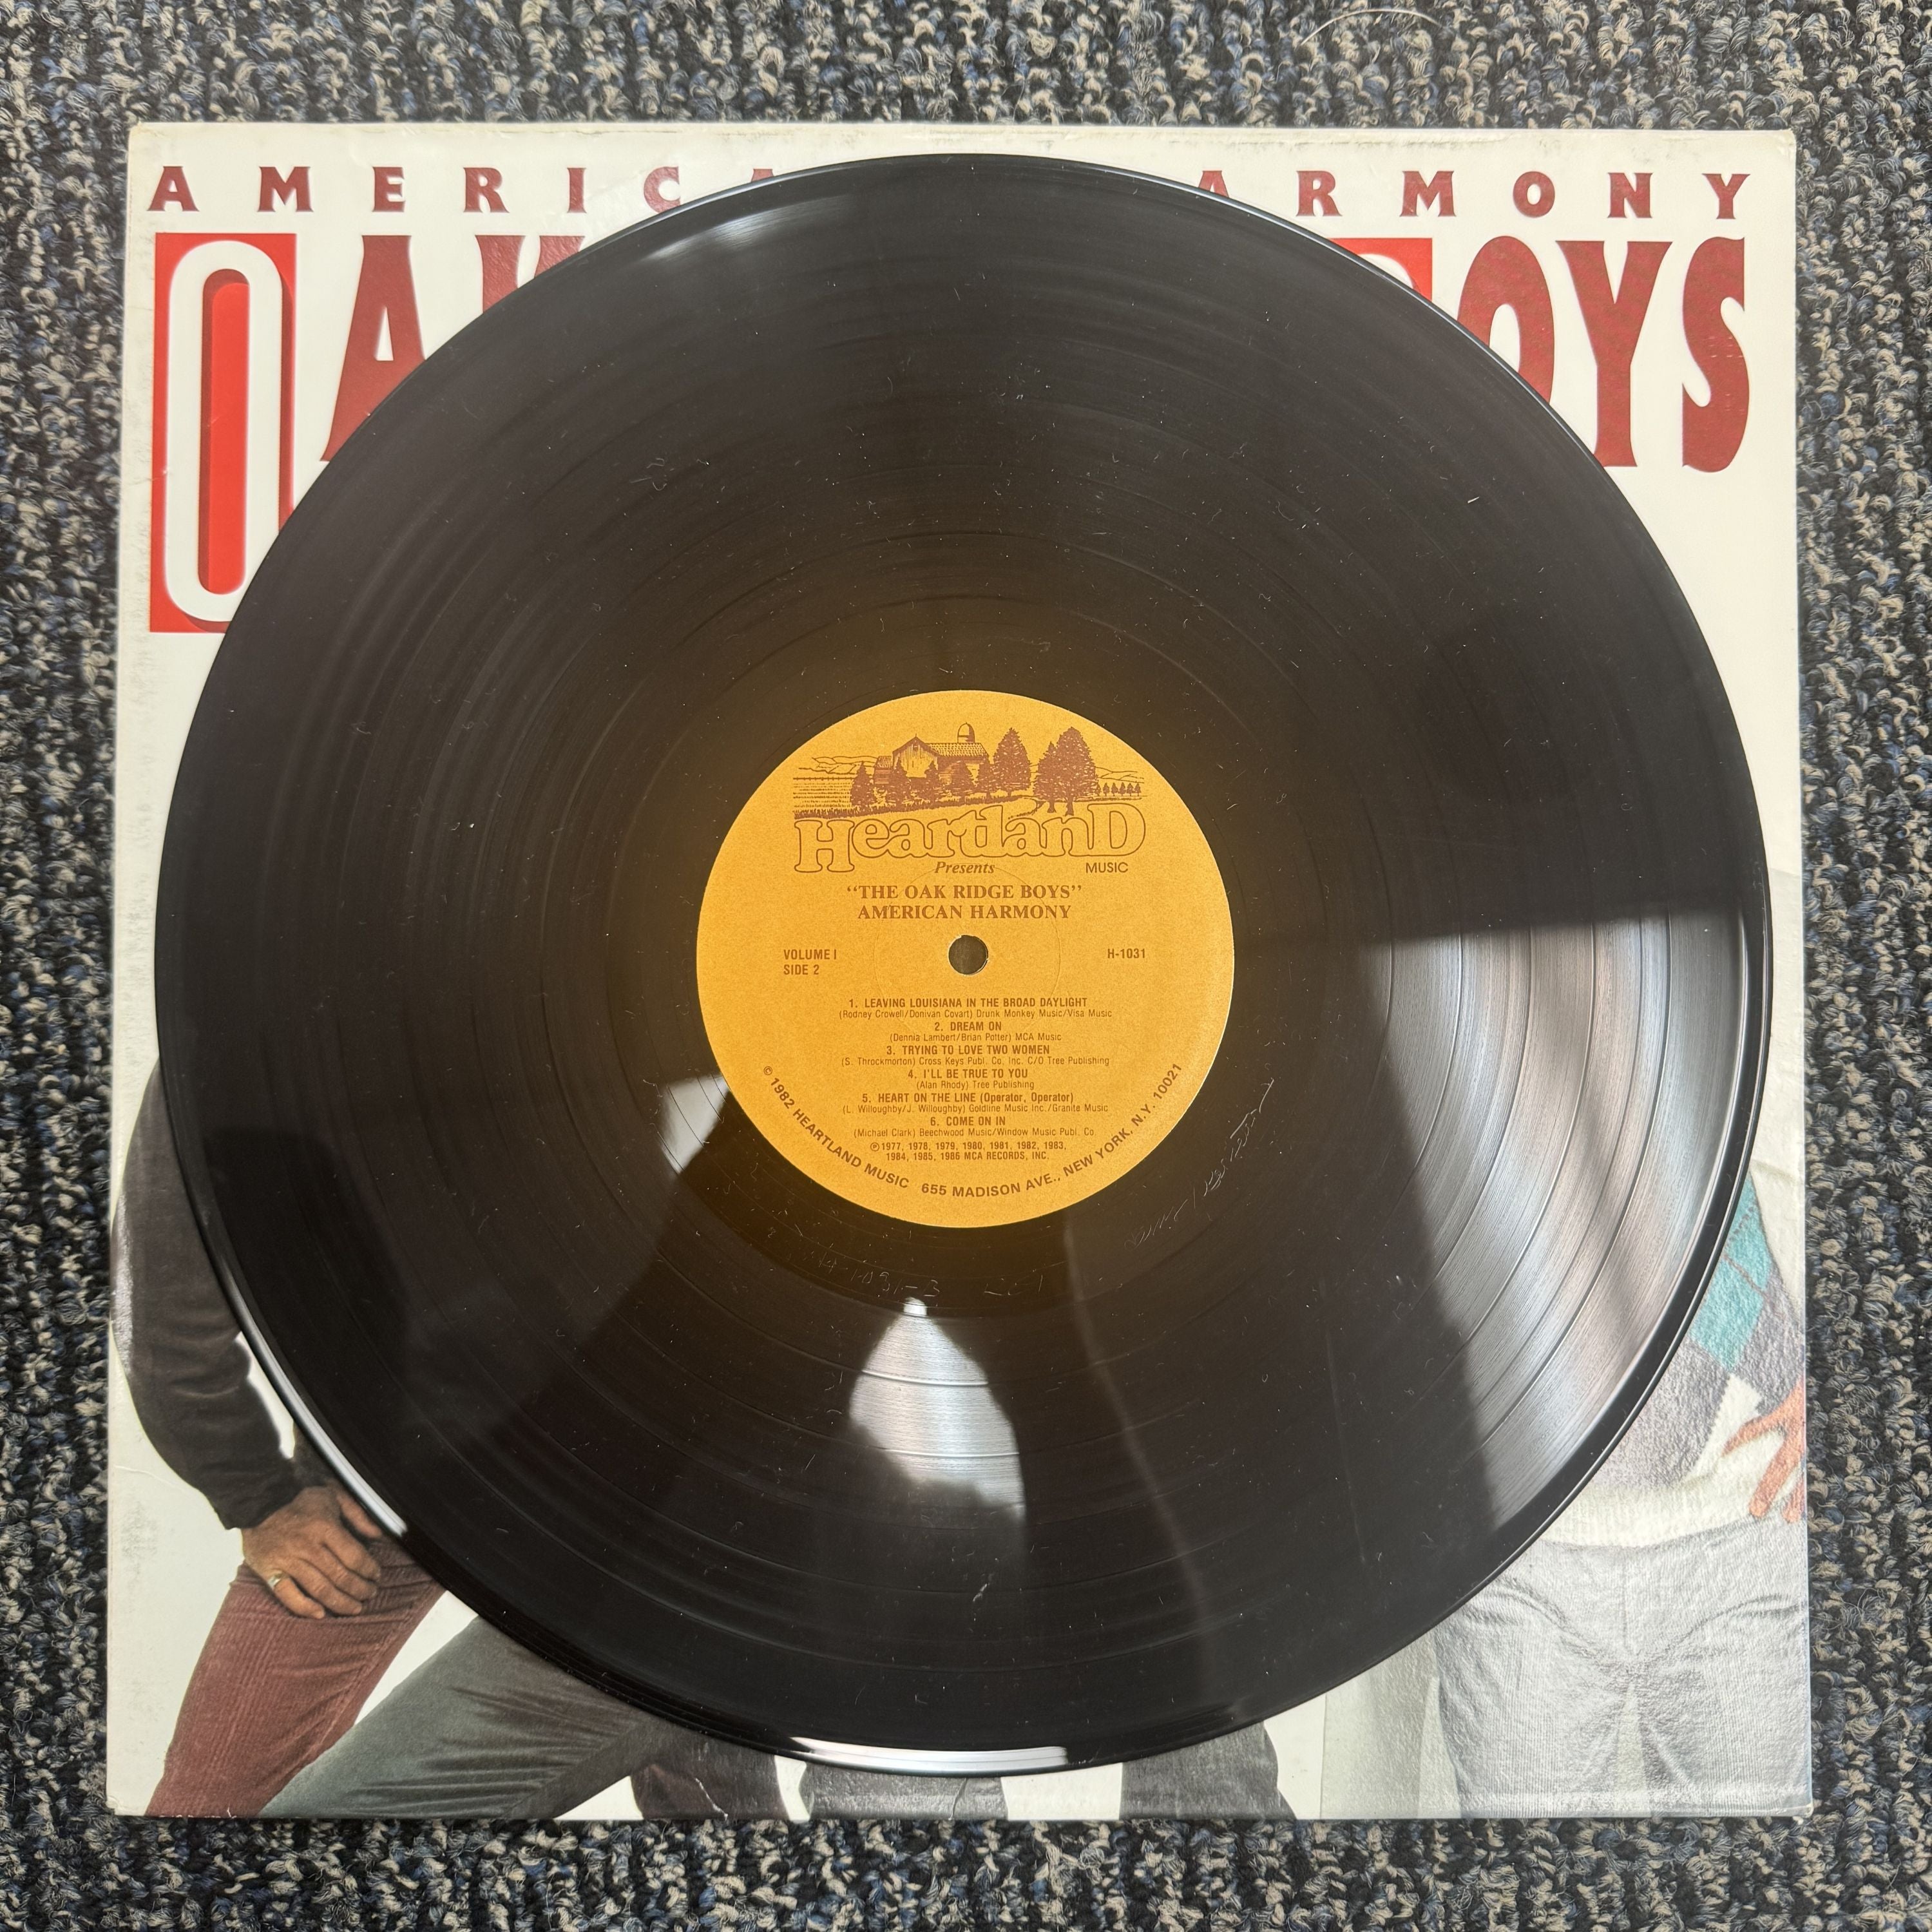 AMERICA ARMONY
OA OYS
Heartland
Presents MUSIC
“THE OAK RIDGE BOYS”
AMERICAN HARMONY
VOLUME I H-1031
SIDE 2
1. LEAVING LOUISIANA IN THE BROAD DAYLIGHT
(Rodney Crowell/Donivan Covart) Drunk Monkey Music/Visa Music
2. DREAM ON
(Dennia Lambert/Brian Potter) MCA Music
3. TRYING TO LOVE TWO WOMEN
(S. Throckmorton) Cross Keys Publ. Co. Inc. C/O Tree Publishing
4. I'LL BE TRUE TO YOU
(Alan Rhody) Tree Publishing
5. HEART ON THE LINE (Operator, Operator)
(L. Willoughby/J. Willoughby) Goldline Music Inc./Granite Music
6. COME ON IN
(Michael Clark) Beechwood Music/Window Music Publ. Co.
℗ 1977, 1978, 1979, 1980, 1981, 1982, 1983,
1984, 1985, 1986 MCA RECORDS, INC.
© 1982 HEARTLAND MUSIC 655 MADISON AVE., NEW YORK, N.Y. 10021